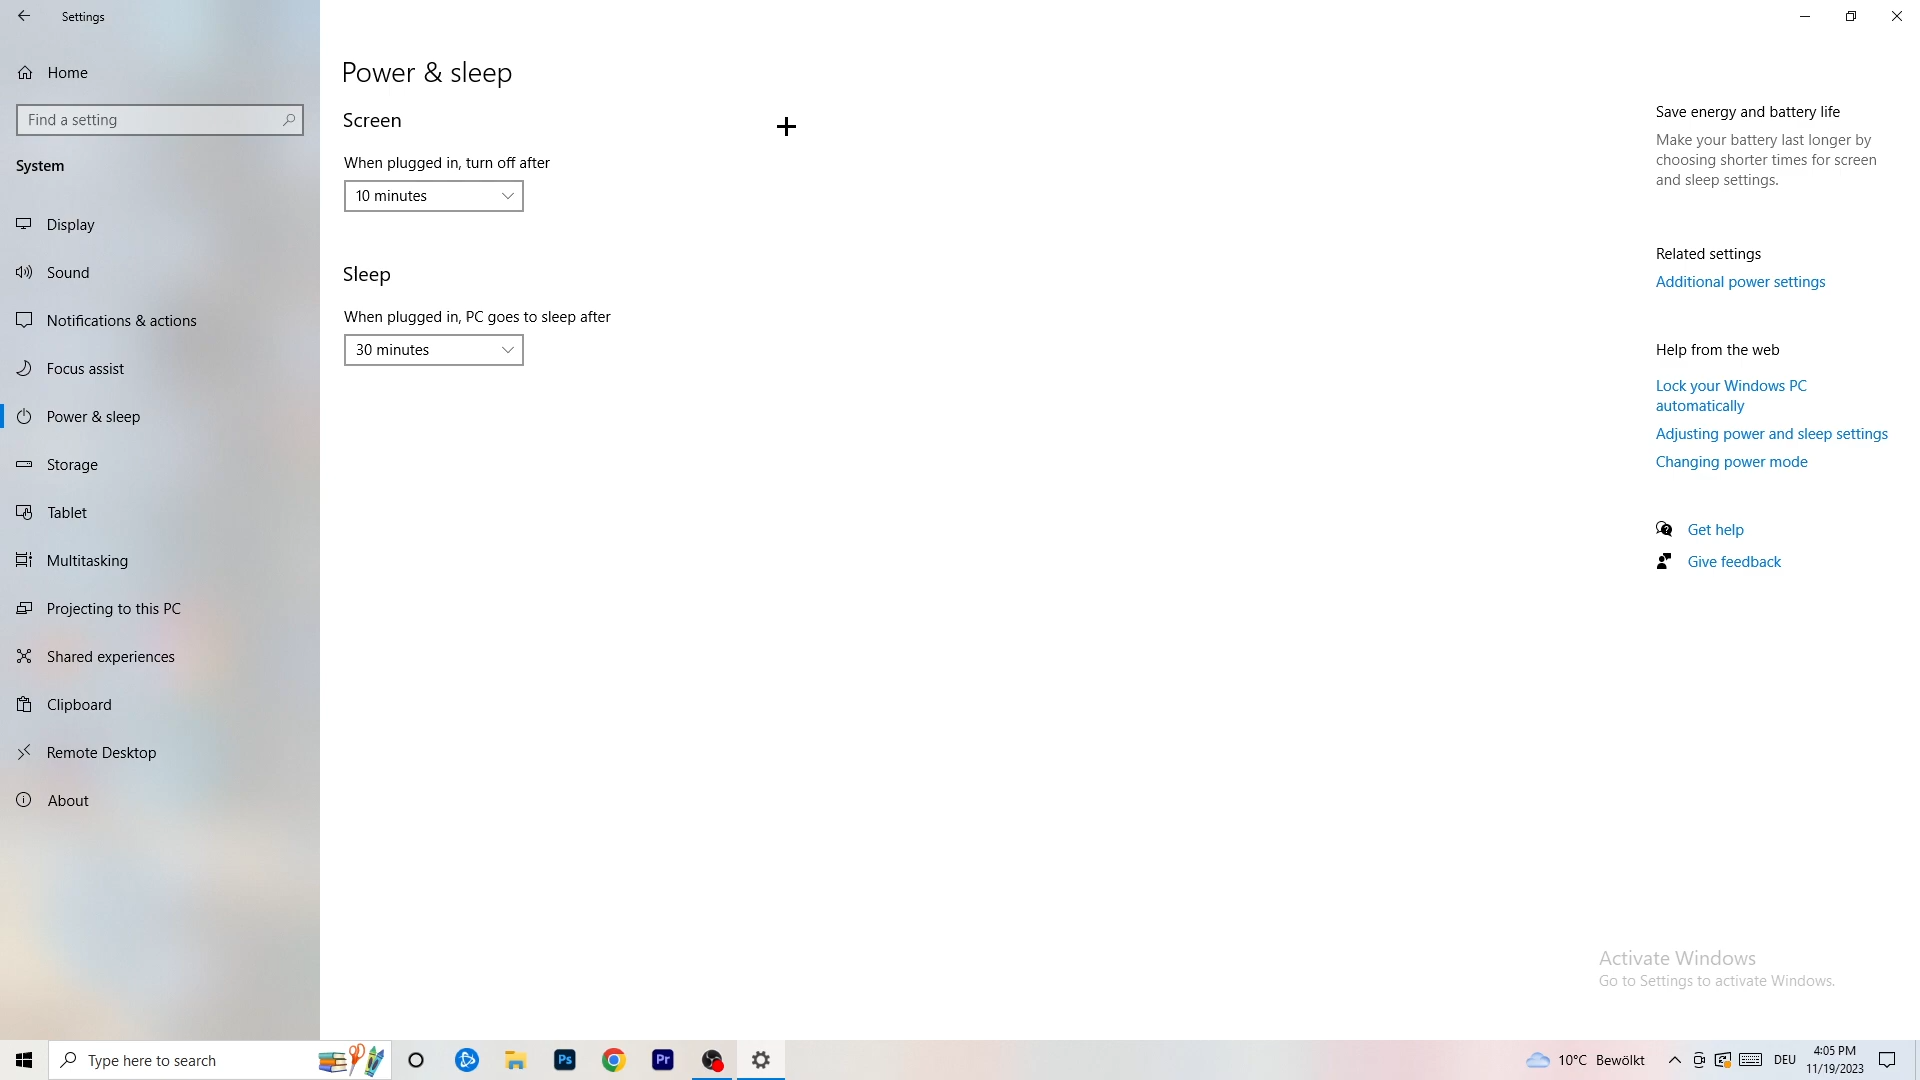 Settings
Home
Find a setting
System
Display
Sound
Notifications & actions
Focus assist
Power & sleep
Storage
Tablet
Multitasking
Projecting to this PC
Shared experiences
Clipboard
Remote Desktop
About
Power & sleep
Screen
When plugged in, turn off after
10 minutes
Sleep
When plugged in, PC goes to sleep after
30 minutes
Save energy and battery life
Make your battery last longer by
choosing shorter times for screen
and sleep settings.
Related settings
Additional power settings
Help from the web
Lock your Windows PC
automatically
Adjusting power and sleep settings
Changing power mode
Get help
Give feedback
Activate Windows
Go to Settings to activate Windows.
Type here to search
Ps
Pr
10°C Bewölkt
DEU
4:05 PM
11/19/2023